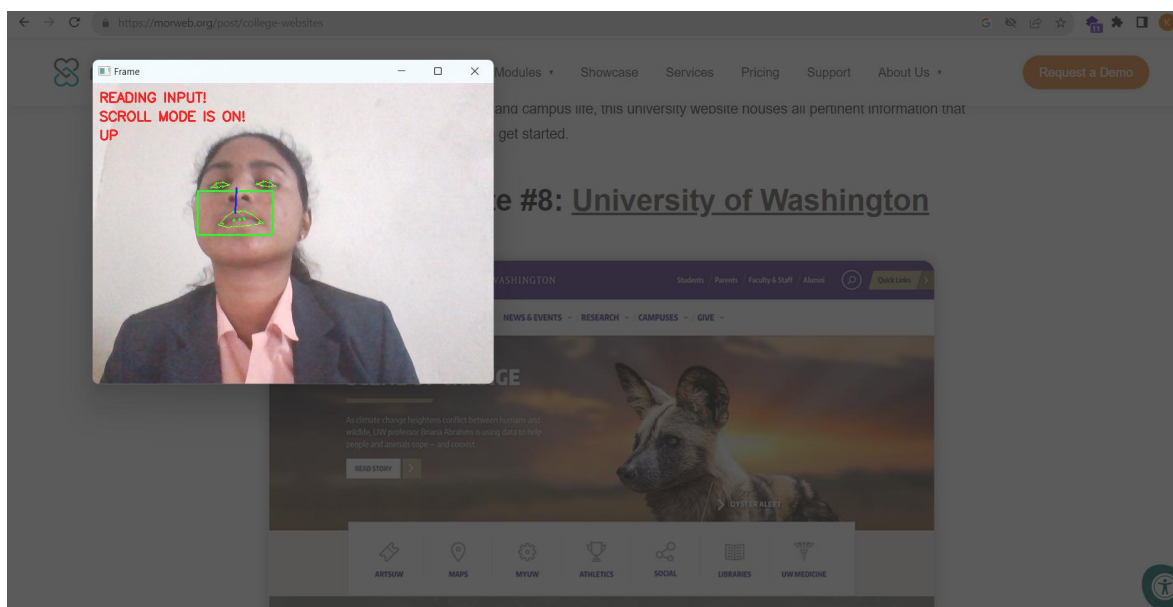 https://morweb.org/post/college-websites
G
11
Frame
READING INPUT!
SCROLL MODE IS ON!
UP
Modules Showcase Services Pricing Support About Us
Request a Demo
and campus life, this university website houses all pertinent information that
get started.
#8: University of Washington
WASHINGTON
Students Parents Faculty & Staff Alumni Quick Links
NEWS & EVENTS RESEARCH CAMPUSES GIVE
As climate change heightens conflict between humans and
wildlife, UW professor Briana Abrahms is using data to help
people and animals cope — and coexist.
READ STORY
OYSTER ALERT
ARTSUW MAPS MYUW ATHLETICS SOCIAL LIBRARIES UW MEDICINE